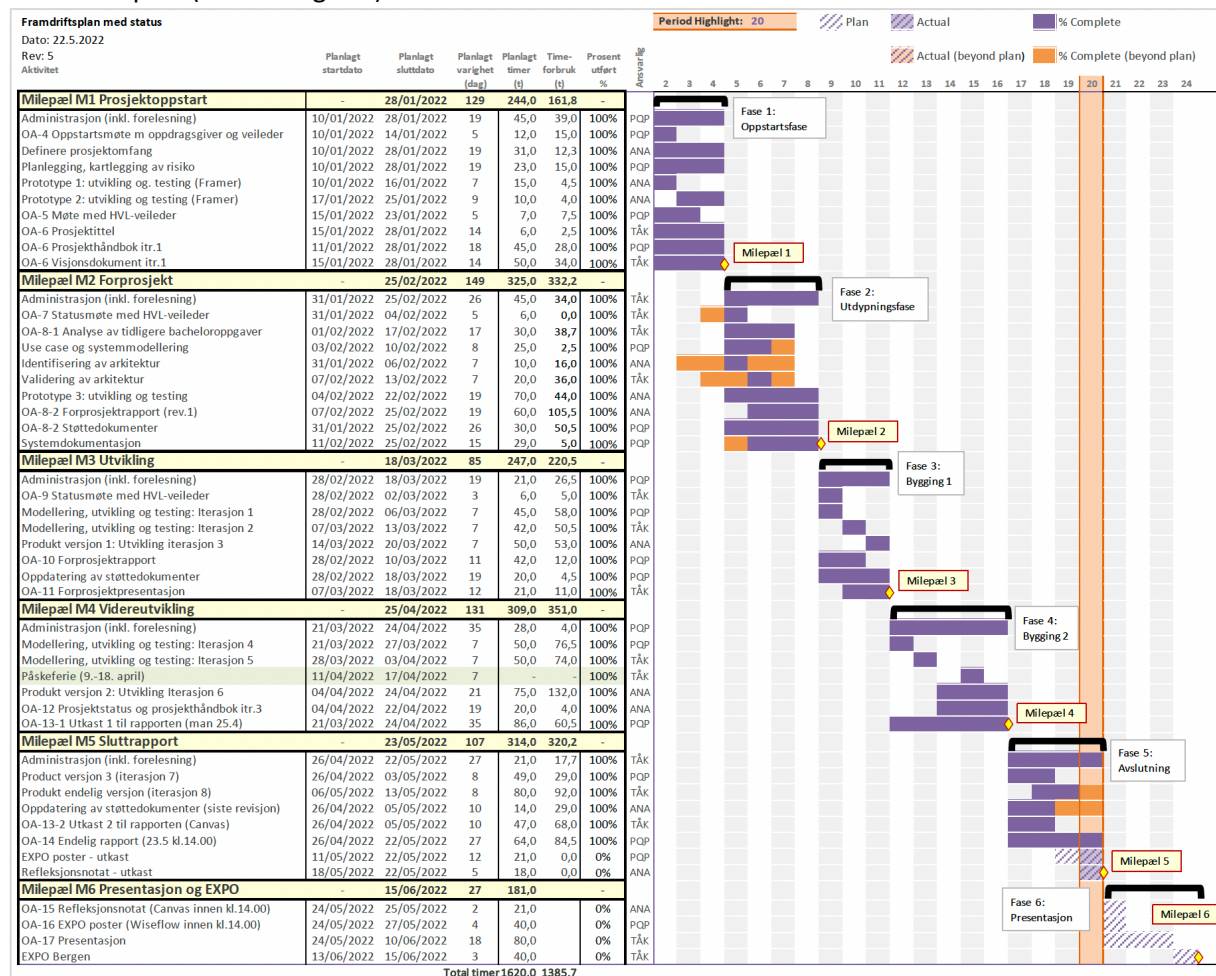 Framdriftsplan med status
Dato: 22.5.2022
Rev: 5
Period Highlight: 20
Plan
Actual
% Complete
Actual (beyond plan)
% Complete (beyond plan)
Aktivitet Planlagt startdato Planlagt sluttdato Planlagt varighet (dag) Planlagt timer (t) Time-forbruk (t) Prosent utført % Ansvarlig 2 3 4 5 6 7 8 9 10 11 12 13 14 15 16 17 18 19 20 21 22 23 24
Milepæl M1 Prosjektoppstart - 28/01/2022 129 244,0 161,8 -
Administrasjon (inkl. forelesning) 10/01/2022 28/01/2022 19 45,0 39,0 100% PQP
OA-4 Oppstartsmøte m oppdragsgiver og veileder 10/01/2022 14/01/2022 5 12,0 15,0 100% PQP
Definere prosjektomfang 10/01/2022 28/01/2022 19 31,0 12,3 100% ANA
Planlegging, kartlegging av risiko 10/01/2022 28/01/2022 19 23,0 15,0 100% PQP
Prototype 1: utvikling og. testing (Framer) 10/01/2022 16/01/2022 7 15,0 4,5 100% ANA
Prototype 2: utvikling og testing (Framer) 17/01/2022 25/01/2022 9 10,0 4,0 100% ANA
OA-5 Møte med HVL-veileder 15/01/2022 23/01/2022 5 7,0 7,5 100% PQP
OA-6 Prosjektittel 15/01/2022 28/01/2022 14 6,0 2,5 100% TÅK
OA-6 Prosjekthåndbok itr.1 11/01/2022 28/01/2022 18 45,0 28,0 100% PQP
OA-6 Visjonsdokument itr.1 15/01/2022 28/01/2022 14 50,0 34,0 100% TÅK
Fase 1:
Oppstartsfase
Milepæl 1
Milepæl M2 Forprosjekt - 25/02/2022 149 325,0 332,2 -
Administrasjon (inkl. forelesning) 31/01/2022 25/02/2022 26 45,0 34,0 100% TÅK
OA-7 Statusmøte med HVL-veileder 31/01/2022 04/02/2022 5 6,0 0,0 100% TÅK
OA-8-1 Analyse av tidligere bacheloroppgaver 01/02/2022 17/02/2022 17 30,0 38,7 100% TÅK
Use case og systemmodellering 03/02/2022 10/02/2022 8 25,0 2,5 100% PQP
Identifisering av arkitektur 31/01/2022 06/02/2022 7 10,0 16,0 100% ANA
Validering av arkitektur 07/02/2022 13/02/2022 7 20,0 36,0 100% TÅK
Prototype 3: utvikling og testing 04/02/2022 22/02/2022 19 70,0 44,0 100% ANA
OA-8-2 Forprosjektrapport (rev.1) 07/02/2022 25/02/2022 19 60,0 105,5 100% ANA
OA-8-2 Støttedokumenter 31/01/2022 25/02/2022 26 30,0 50,5 100% PQP
Systemdokumentasjon 11/02/2022 25/02/2022 15 29,0 5,0 100% PQP
Fase 2:
Utdypningsfase
Milepæl 2
Milepæl M3 Utvikling - 18/03/2022 85 247,0 220,5 -
Administrasjon (inkl. forelesning) 28/02/2022 18/03/2022 19 21,0 26,5 100% PQP
OA-9 Statusmøte med HVL-veileder 28/02/2022 02/03/2022 3 6,0 5,0 100% TÅK
Modellering, utvikling og testing: Iterasjon 1 28/02/2022 06/03/2022 7 45,0 58,0 100% PQP
Modellering, utvikling og testing: Iterasjon 2 07/03/2022 13/03/2022 7 42,0 50,5 100% TÅK
Produkt versjon 1: Utvikling iterasjon 3 14/03/2022 20/03/2022 7 50,0 53,0 100% ANA
OA-10 Forprosjektrapport 28/02/2022 10/03/2022 11 42,0 12,0 100% PQP
Oppdatering av støttedokumenter 28/02/2022 18/03/2022 19 20,0 4,5 100% PQP
OA-11 Forprosjektpresentasjon 07/03/2022 18/03/2022 12 21,0 11,0 100% TÅK
Fase 3:
Bygging 1
Milepæl 3
Milepæl M4 Videreutvikling - 25/04/2022 131 309,0 351,0 -
Administrasjon (inkl. forelesning) 21/03/2022 24/04/2022 35 28,0 4,0 100% PQP
Modellering, utvikling og testing: Iterasjon 4 21/03/2022 27/03/2022 7 50,0 76,5 100% PQP
Modellering, utvikling og testing: Iterasjon 5 28/03/2022 03/04/2022 7 50,0 74,0 100% TÅK
Påskeferie (9.-18. april) 11/04/2022 17/04/2022 7 - - 100% TÅK
Produkt versjon 2: Utvikling Iterasjon 6 04/04/2022 24/04/2022 21 75,0 132,0 100% ANA
OA-12 Prosjektstatus og prosjekthåndbok itr.3 04/04/2022 22/04/2022 19 20,0 4,0 100% ANA
OA-13-1 Utkast 1 til rapporten (man 25.4) 21/03/2022 24/04/2022 35 86,0 60,5 100% PQP
Fase 4:
Bygging 2
Milepæl 4
Milepæl M5 Sluttrapport - 23/05/2022 107 314,0 320,2 -
Administrasjon (inkl. forelesning) 26/04/2022 22/05/2022 27 21,0 17,7 100% TÅK
Product versjon 3 (iterasjon 7) 26/04/2022 03/05/2022 8 49,0 29,0 100% PQP
Produkt endelig versjon (iterasjon 8) 06/05/2022 13/05/2022 8 80,0 92,0 100% TÅK
Oppdatering av støttedokumenter (siste revisjon) 26/04/2022 05/05/2022 10 14,0 29,0 100% ANA
OA-13-2 Utkast 2 til rapporten (Canvas) 26/04/2022 05/05/2022 10 47,0 68,0 100% TÅK
OA-14 Endelig rapport (23.5 kl.14.00) 26/04/2022 22/05/2022 27 64,0 84,5 100% PQP
EXPO poster - utkast 11/05/2022 22/05/2022 12 21,0 0,0 0% PQP
Refleksjonsnotat - utkast 18/05/2022 22/05/2022 5 18,0 0,0 0% ANA
Fase 5:
Avslutning
Milepæl 5
Milepæl M6 Presentasjon og EXPO - 15/06/2022 27 181,0 -
OA-15 Refleksjonsnotat (Canvas innen kl.14.00) 24/05/2022 25/05/2022 2 21,0 0% ANA
OA-16 EXPO poster (Wiseflow innen kl.14.00) 24/05/2022 27/05/2022 4 40,0 0% PQP
OA-17 Presentasjon 24/05/2022 10/06/2022 18 80,0 0% TÅK
EXPO Bergen 13/06/2022 15/06/2022 3 40,0 0% TÅK
Fase 6:
Presentasjon
Milepæl 6
Total timer 1620,0 1385,7